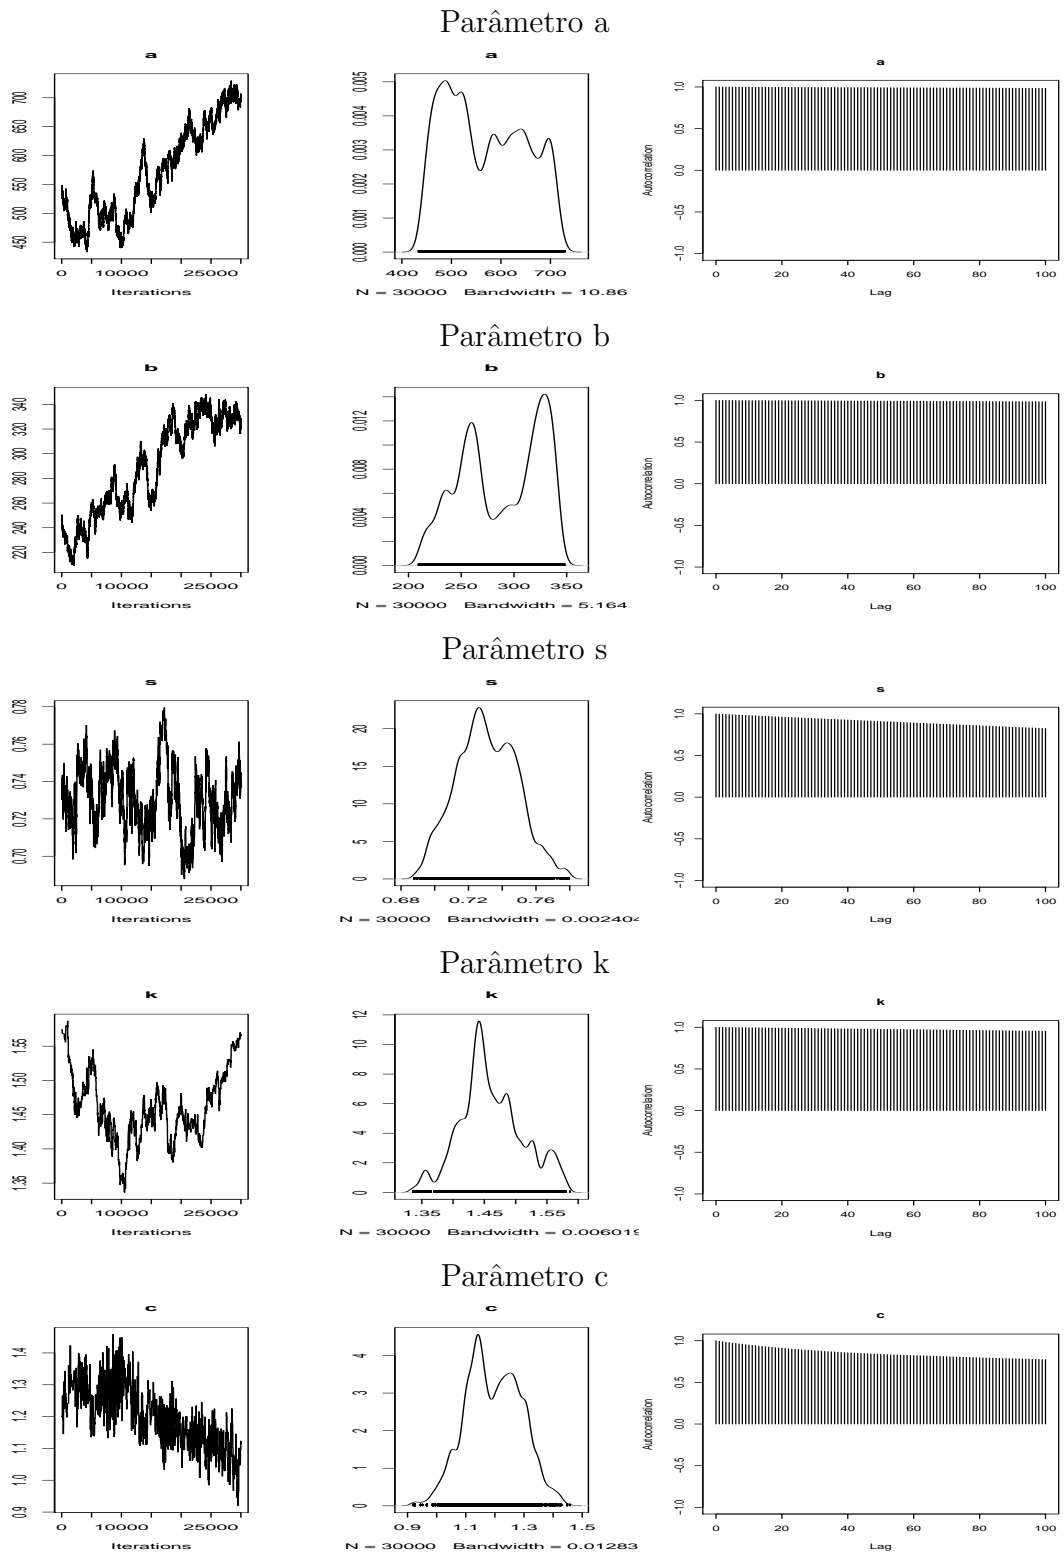 Parâmetro a
a
a
a
700
650
600
550
500
450
0 10000 25000
Iterations
0.005
0.004
0.003
0.002
0.001
0.000
400 500 600 700
N = 30000 Bandwidth = 10.86
Autocorrelation
1.0
0.5
0.0
−0.5
−1.0
0 20 40 60 80 100
Lag
Parâmetro b
b
b
b
340
320
300
280
260
240
220
0 10000 25000
Iterations
0.012
0.008
0.004
0.000
200 250 300 350
N = 30000 Bandwidth = 5.164
Autocorrelation
1.0
0.5
0.0
−0.5
−1.0
0 20 40 60 80 100
Lag
Parâmetro s
s
s
s
0.78
0.76
0.74
0.72
0.70
0 10000 25000
Iterations
20
15
10
5
0
0.68 0.72 0.76
N = 30000 Bandwidth = 0.002404
Autocorrelation
1.0
0.5
0.0
−0.5
−1.0
0 20 40 60 80 100
Lag
Parâmetro k
k
k
k
1.55
1.50
1.45
1.40
1.35
0 10000 25000
Iterations
12
10
8
6
4
2
0
1.35 1.45 1.55
N = 30000 Bandwidth = 0.006019
Autocorrelation
1.0
0.5
0.0
−0.5
−1.0
0 20 40 60 80 100
Lag
Parâmetro c
c
c
c
1.4
1.3
1.2
1.1
1.0
0.9
0 10000 25000
Iterations
4
3
2
1
0
0.9 1.1 1.3 1.5
N = 30000 Bandwidth = 0.01283
Autocorrelation
1.0
0.5
0.0
−0.5
−1.0
0 20 40 60 80 100
Lag